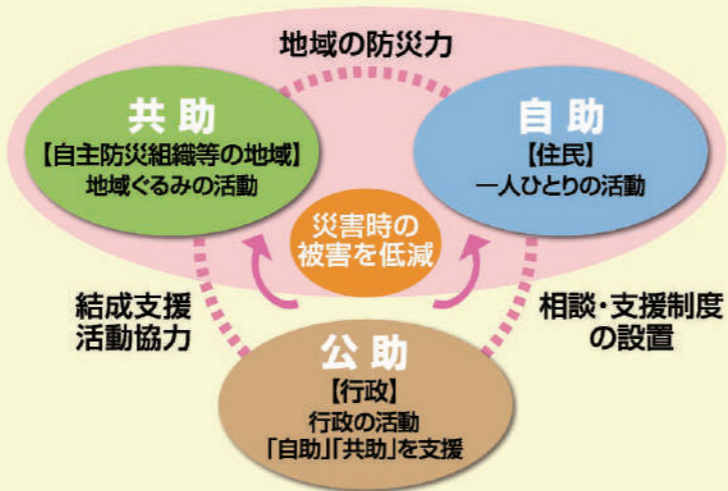 地域の防災力
共助
【自主防災組織等の地域】
地域ぐるみの活動
自助
【住民】
一人ひとりの活動
災害時の
被害を低減
結成支援
活動協力
相談・支援制度
の設置
公助
【行政】
行政の活動
「自助」「共助」を支援